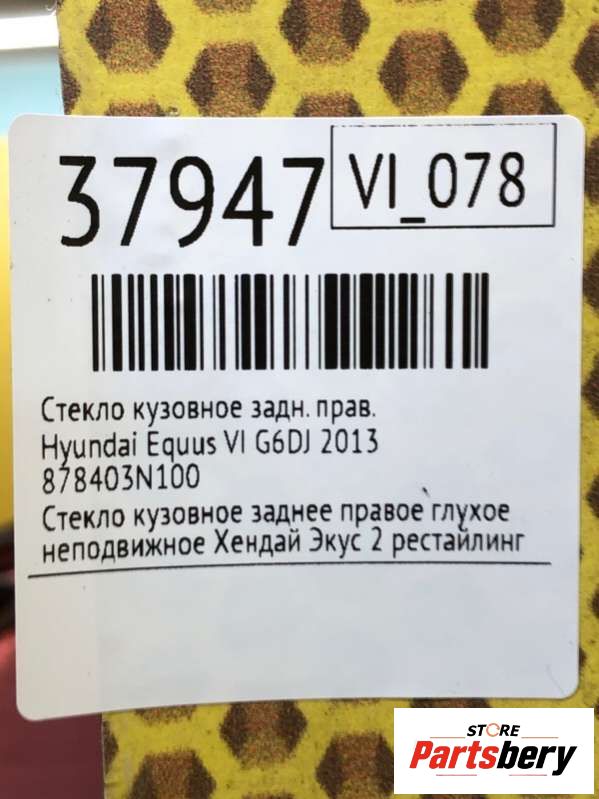 37947
VI_078
Стекло кузовное задн. прав.
Hyundai Equus VI G6DJ 2013
878403N100
Стекло кузовное заднее правое глухое
неподвижное Хендай Экус 2 рестайлинг
STORE
Partsbery